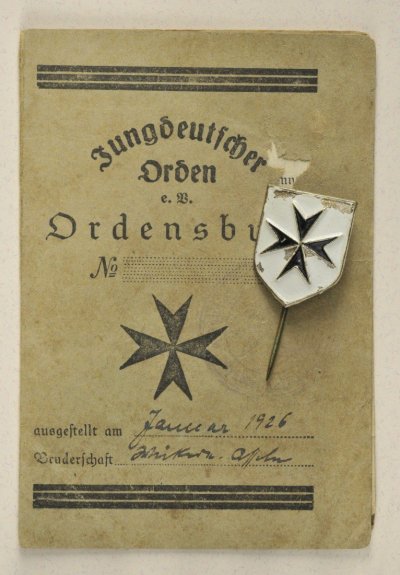 Jungdeutscher
Orden
e. V.
Ordensbu
No
ausgestellt am Januar 1926
Bruderschaft